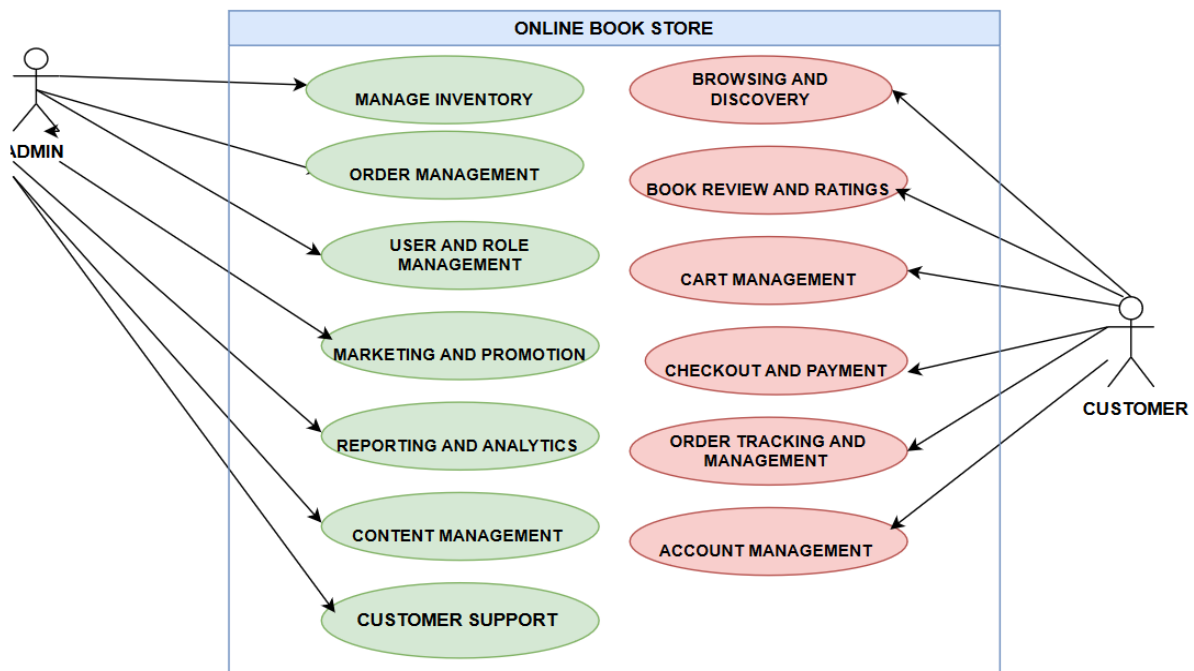 ONLINE BOOK STORE
ADMIN
MANAGE INVENTORY
ORDER MANAGEMENT
USER AND ROLE
MANAGEMENT
MARKETING AND PROMOTION
REPORTING AND ANALYTICS
CONTENT MANAGEMENT
CUSTOMER SUPPORT
BROWSING AND
DISCOVERY
BOOK REVIEW AND RATINGS
CART MANAGEMENT
CHECKOUT AND PAYMENT
ORDER TRACKING AND
MANAGEMENT
ACCOUNT MANAGEMENT
CUSTOMER